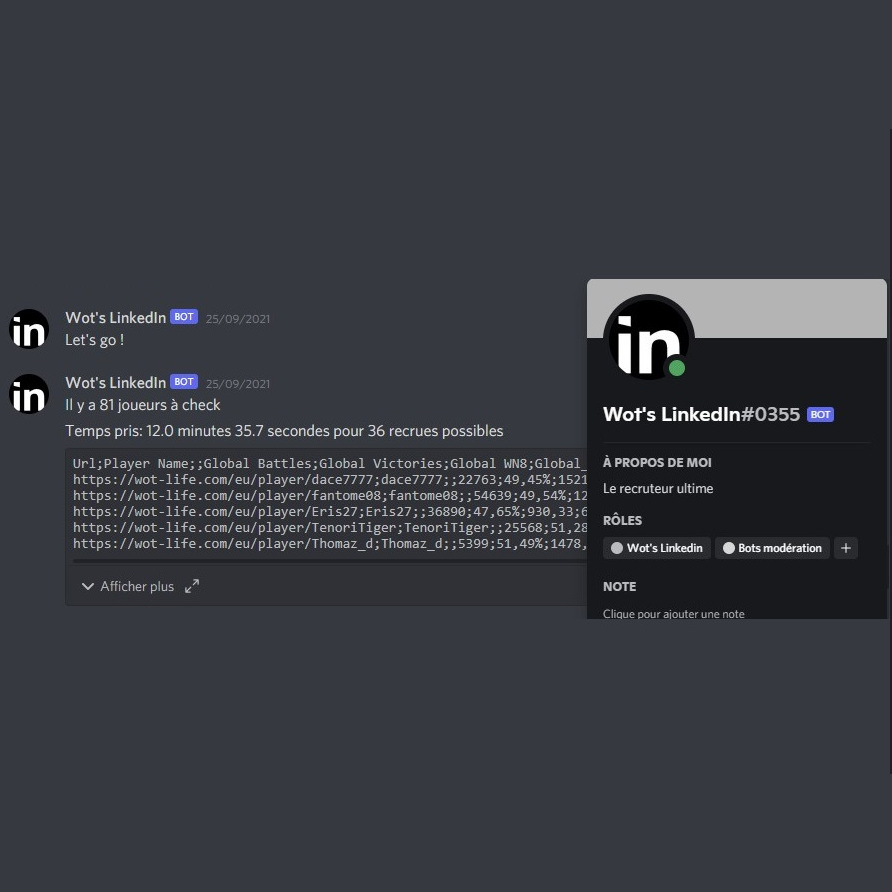 in
Wot's LinkedIn BOT 25/09/2021
Let's go !
in
Wot's LinkedIn BOT 25/09/2021
Il y a 81 joueurs à check
Temps pris: 12.0 minutes 35.7 secondes pour 36 recrues possibles
Url;Player Name;;Global Battles;Global Victories;Global WN8;Global_
https://wot-life.com/eu/player/dace7777;dace7777;;22763;49,45%;1521
https://wot-life.com/eu/player/fantome08;fantome08;;54639;49,54%;12
https://wot-life.com/eu/player/Eris27;Eris27;;36890;47,65%;930,33;6
https://wot-life.com/eu/player/TenoriTiger;TenoriTiger;;25568;51,28
https://wot-life.com/eu/player/Thomaz_d;Thomaz_d;;5399;51,49%;1478,
Afficher plus
in
Wot's LinkedIn#0355 BOT
À PROPOS DE MOI
Le recruteur ultime
RÔLES
Wot's Linkedin Bots modération +
NOTE
Clique pour ajouter une note